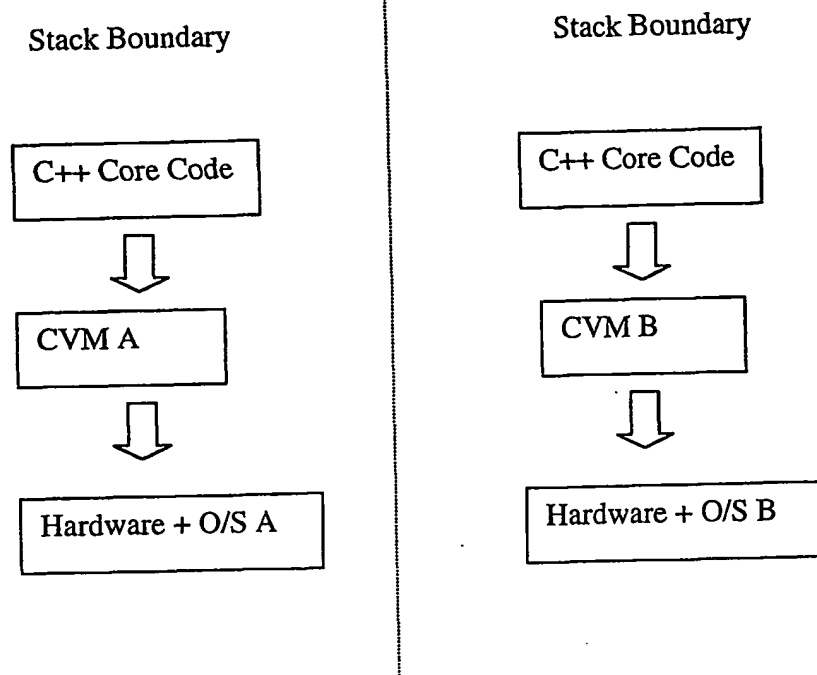 Stack Boundary
C++ Core Code
CVM A
Hardware + O/S A
Stack Boundary
C++ Core Code
CVM B
Hardware + O/S B